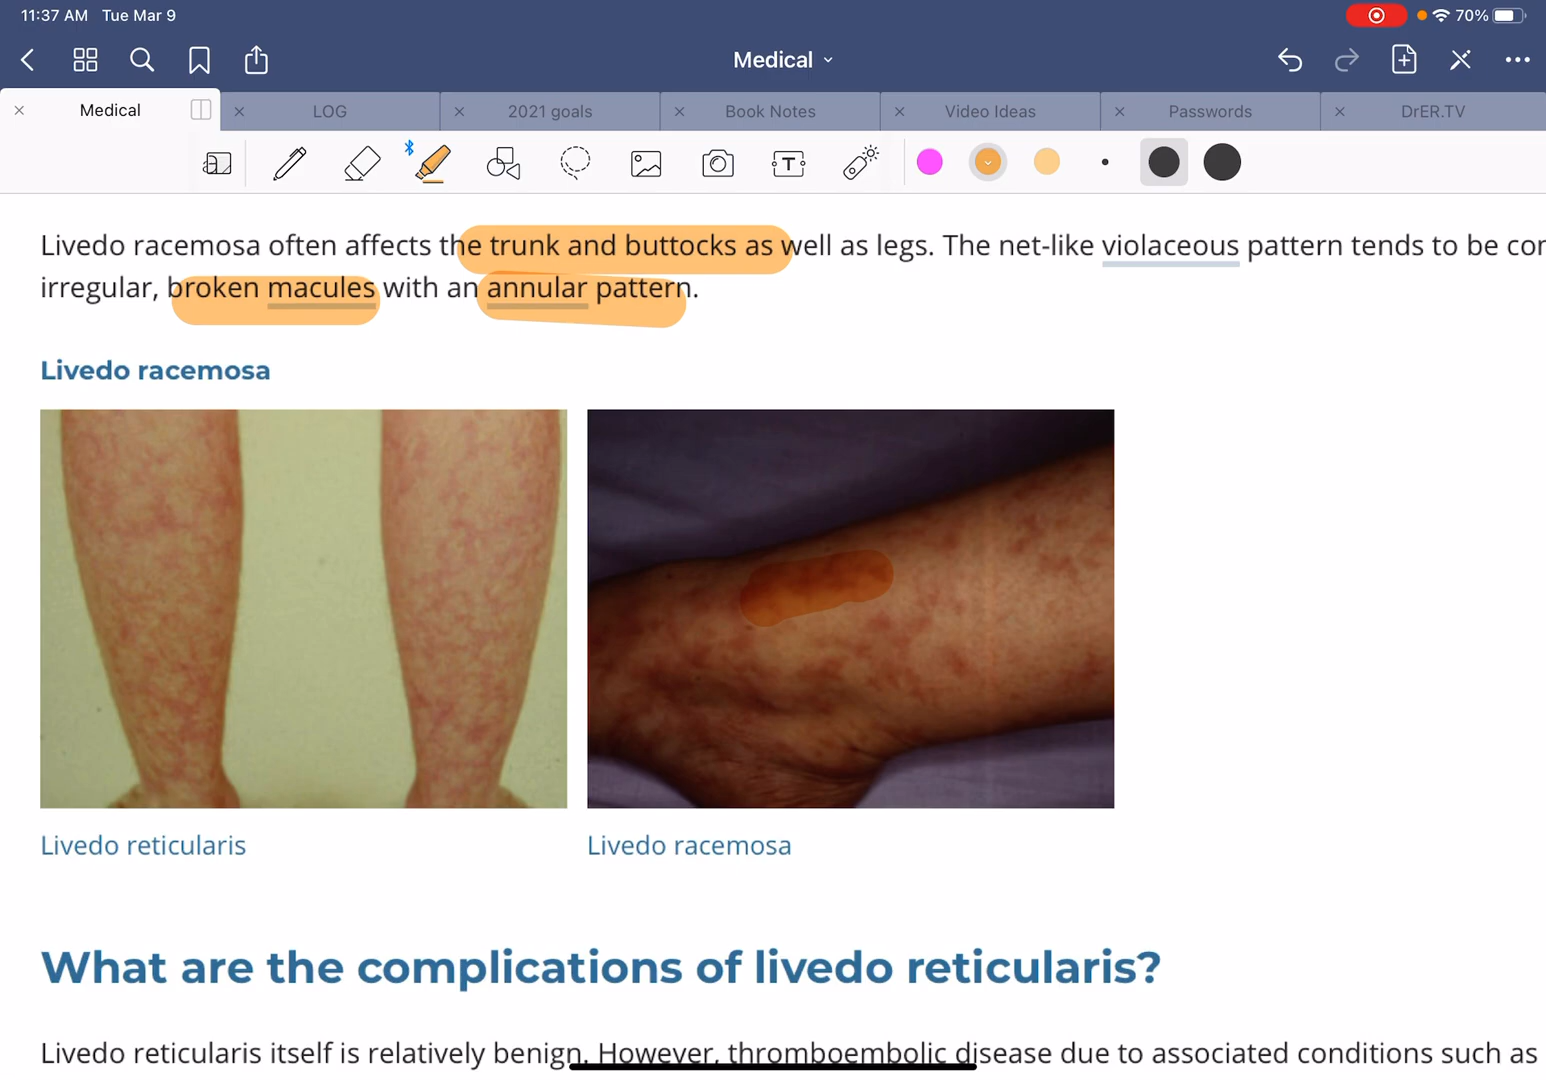 11:37 AM Tue Mar 9
70%
Medical
Medical
LOG
2021 goals
Book Notes
Video Ideas
Passwords
DrER.TV
Livedo racemosa often affects the trunk and buttocks as well as legs. The net-like violaceous pattern tends to be
irregular, broken macules with an annular pattern.
Livedo racemosa
Livedo reticularis
Livedo racemosa
What are the complications of livedo reticularis?
Livedo reticularis itself is relatively benign. However, thromboembolic disease due to associated conditions such as